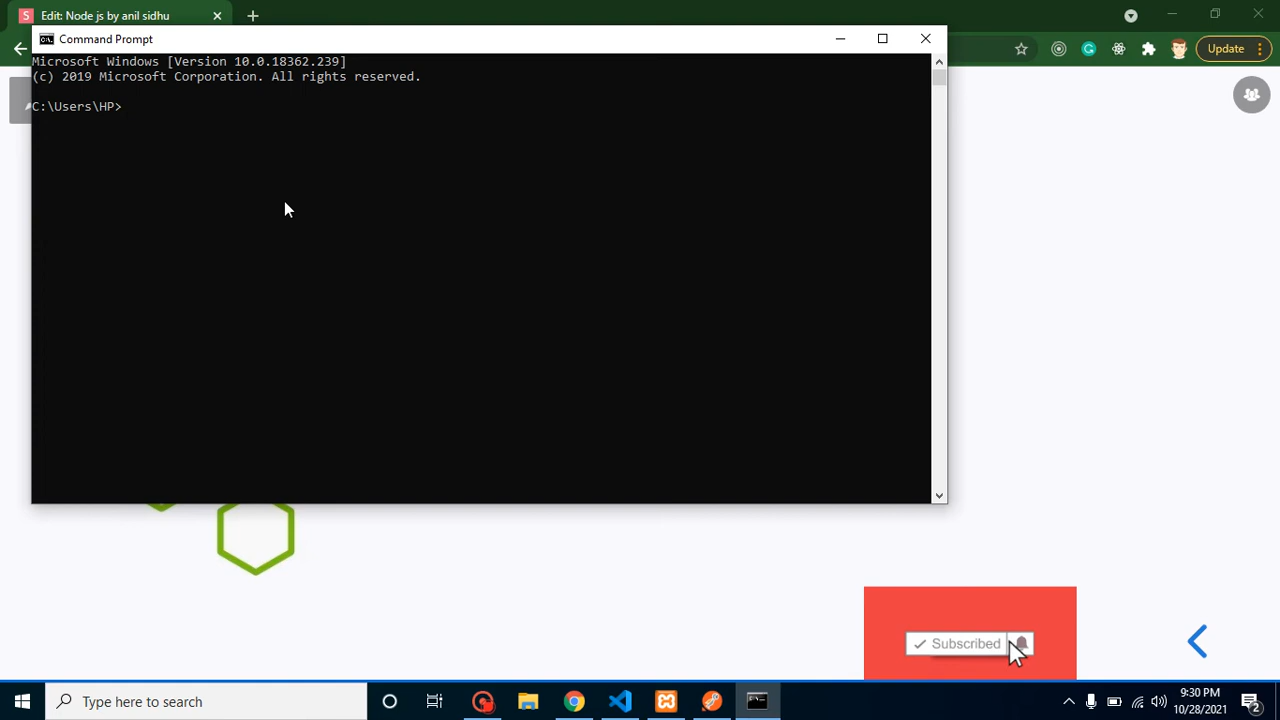 Edit: Node js by anil sidhu
Update
Command Prompt
Microsoft Windows [Version 10.0.18362.239]
(c) 2019 Microsoft Corporation. All rights reserved.
C:\Users\HP>
Subscribed
Type here to search
9:30 PM
10/28/2021
2